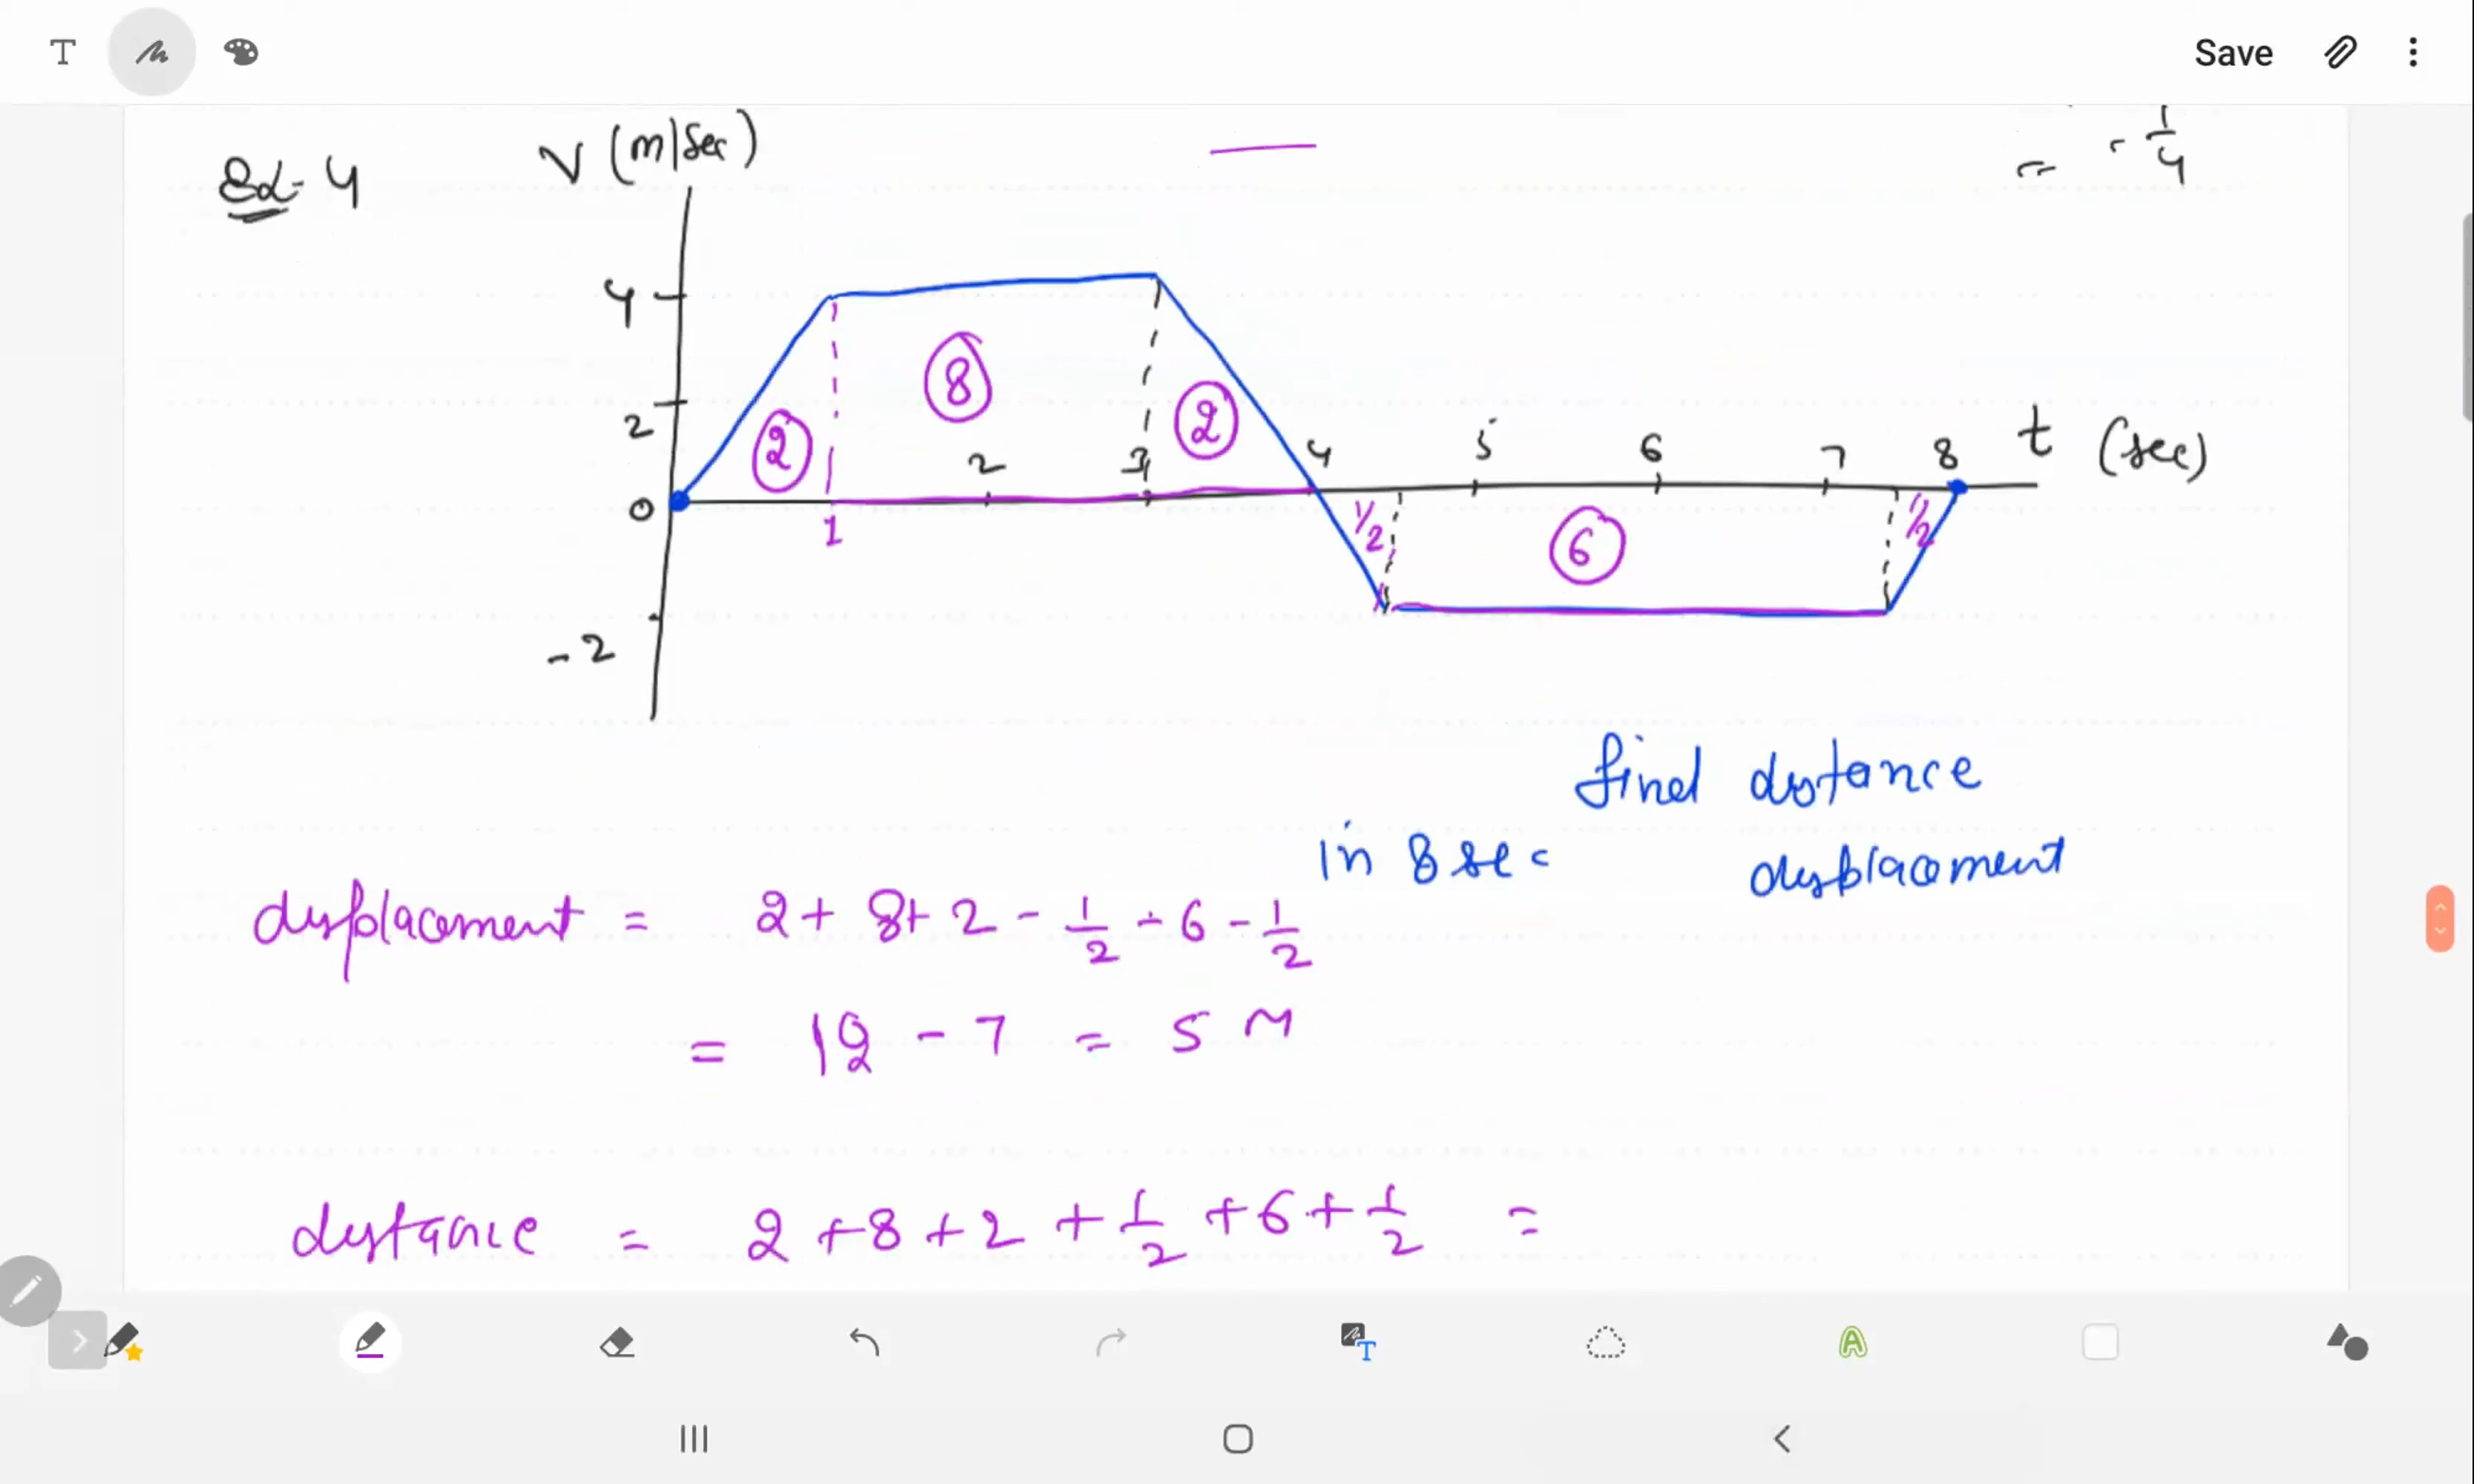 Save
= - 1/4
Sol- 4
V (m/sec)
4
8
2
2
2
3
4
5
6
7
8
t (sec)
0
1
1/2
6
1/2
-2
find distance
in 8 sec
displacement
displacement = 2 + 8 + 2 - 1/2 - 6 - 1/2
= 12 - 7 = 5 m
distance = 2 + 8 + 2 + 1/2 + 6 + 1/2 =